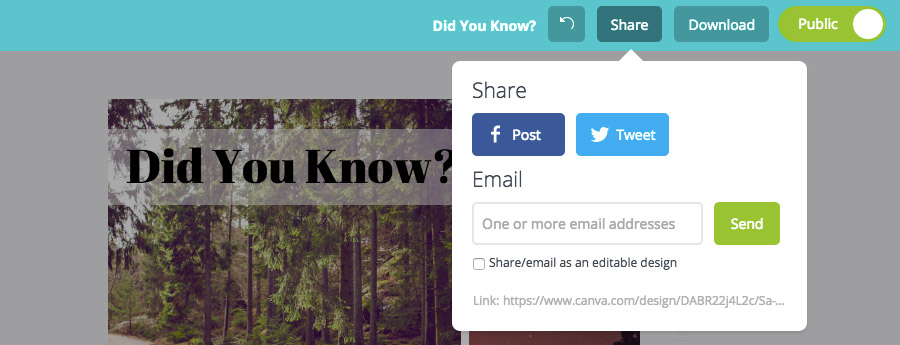 Did You Know?
Share
Download
Public
Share
Post
Tweet
Did You Know?
Email
One or more email addresses
Send
Share/email as an editable design
Link: https://www.canva.com/design/DABR22j4L2c/Sa-...